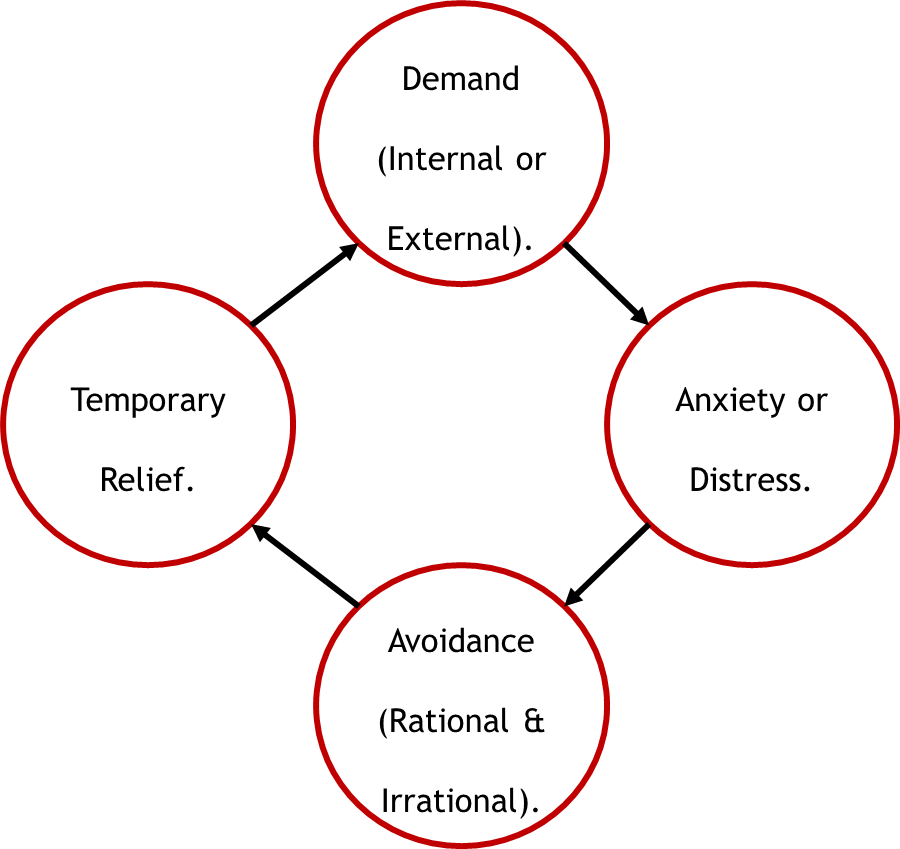 Demand
(Internal or
External).
Temporary
Relief.
Anxiety or
Distress.
Avoidance
(Rational &
Irrational).